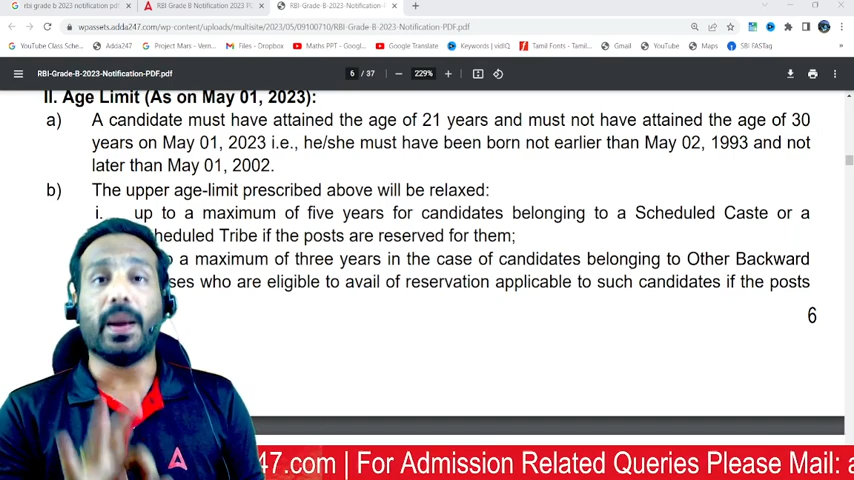 rbi grade b 2023 notification pdf
RBI Grade B Notification 2023 P
RBI-Grade-B-2023-Notification-
wpassets.adda247.com/wp-content/uploads/multisite/2023/05/09100710/RBI-Grade-B-2023-Notification-PDF.pdf
YouTube Class Sche... Adda247 Project Mars - Vern... Files - Dropbox Maths PPT - Googl... Google Translate Keywords | vidIQ Tamil Fonts - Tamil... Gmail YouTube Maps SBI FASTag
RBI-Grade-B-2023-Notification-PDF.pdf 6 / 37 229%
II. Age Limit (As on May 01, 2023):
a) A candidate must have attained the age of 21 years and must not have attained the age of 30
years on May 01, 2023 i.e., he/she must have been born not earlier than May 02, 1993 and not
later than May 01, 2002.
b) The upper age-limit prescribed above will be relaxed:
i. up to a maximum of five years for candidates belonging to a Scheduled Caste or a
heduled Tribe if the posts are reserved for them;
o a maximum of three years in the case of candidates belonging to Other Backward
ses who are eligible to avail of reservation applicable to such candidates if the posts
6
47.com | For Admission Related Queries Please Mail: a